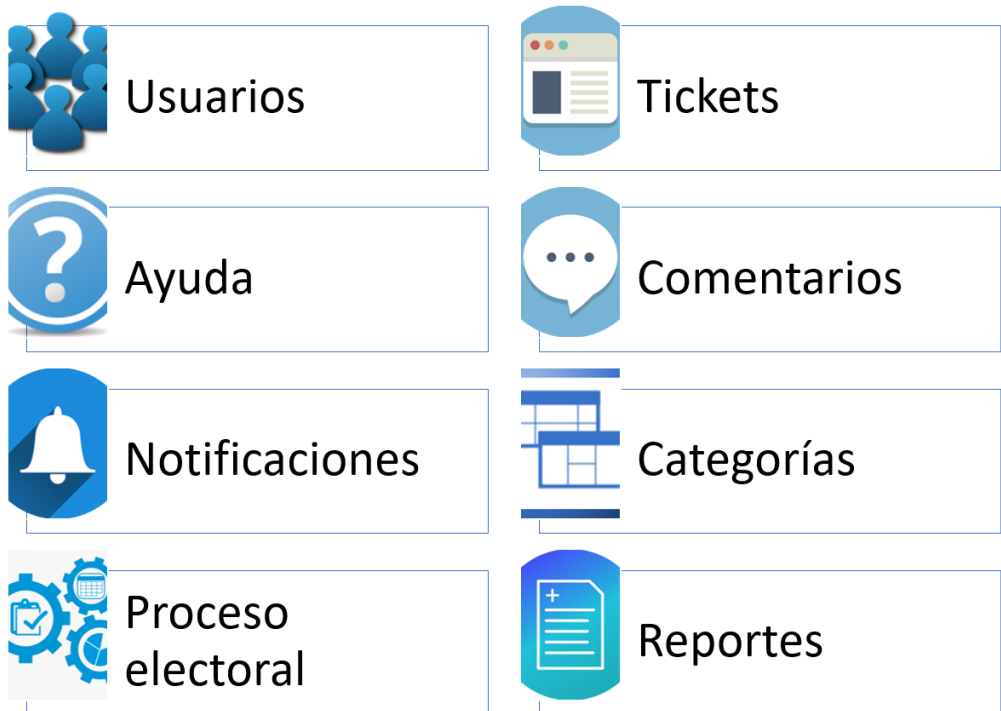 Usuarios
Tickets
Ayuda
Comentarios
Notificaciones
Categorías
Proceso
electoral
Reportes